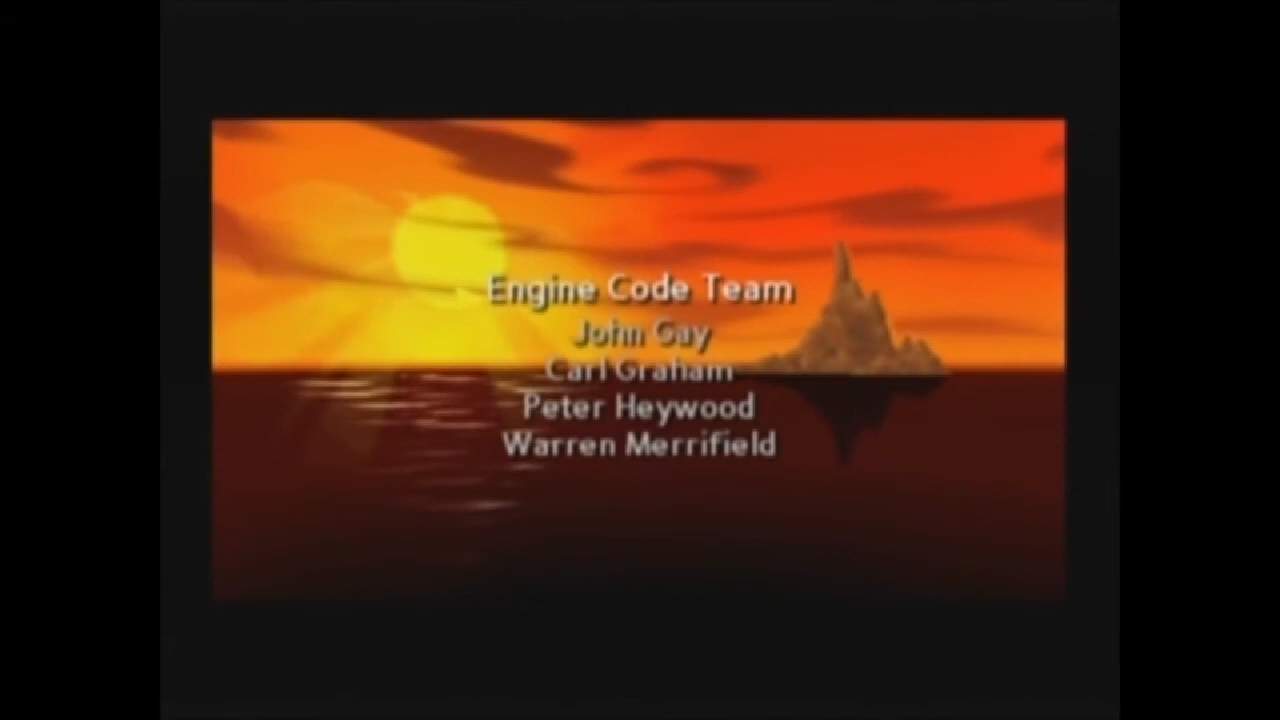 Engine Code Team
John Gay
Carl Graham
Peter Heywood
Warren Merrifield